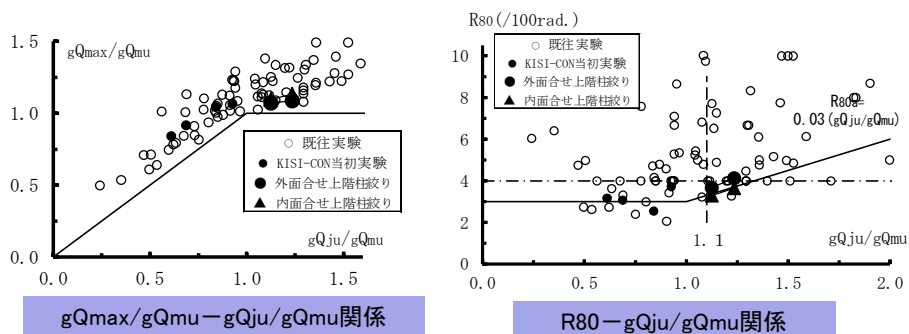 gQmax/gQmu
1.5
1.0
0.5
0.0
○ 既往実験
● KISI-CON当初実験
● 外面合せ上階柱絞り
▲ 内面合せ上階柱絞り
gQju/gQmu
0.0 0.5 1.0 1.5
gQmax/gQmu－gQju/gQmu関係
R80(/100rad.)
10
8
6
4
2
0
○ 既往実験
● KISI-CON当初実験
● 外面合せ上階柱絞り
▲ 内面合せ上階柱絞り
R80a=
0.03(gQju/gQmu)
1.1
gQju/gQmu
0.0 0.5 1.0 1.5 2.0
R80－gQju/gQmu関係